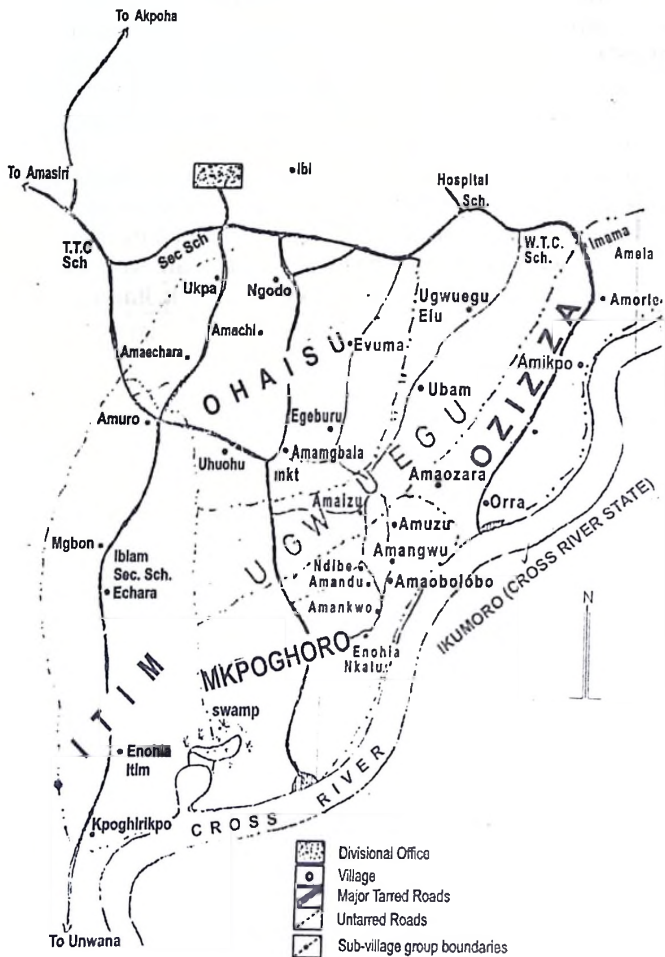 To Akpoha
To Amasiri
Ibi
Hospital
Sch.
T.T.C
Sch
Sec Sch
W.T.C.
Sch.
Imama
Amela
Ukpa
Ngodo
Ugwuegu
Elu
Amorie
Amachi
Evuma
Amaechara
OHAISU
Amikpo
OZIZZA
Ubam
Egeburu
Amuro
Amamgbala
Uhuohu
mkt
UGWUEGU
Amaozara
Amaizu
Orra
Amuzu
Mgbon
Iblam
Sec. Sch.
Echara
Amangwu
Ndibe
Amandu
Amaobolobo
Amankwo
IKUMORO (CROSS RIVER STATE)
N
Enohia
Nkalu
MKPOGHORO
ITIM
swamp
Enohia
Itim
CROSS RIVER
Kpoghirikpo
To Unwana
Divisional Office
Village
Major Tarred Roads
Untarred Roads
Sub-village group boundaries